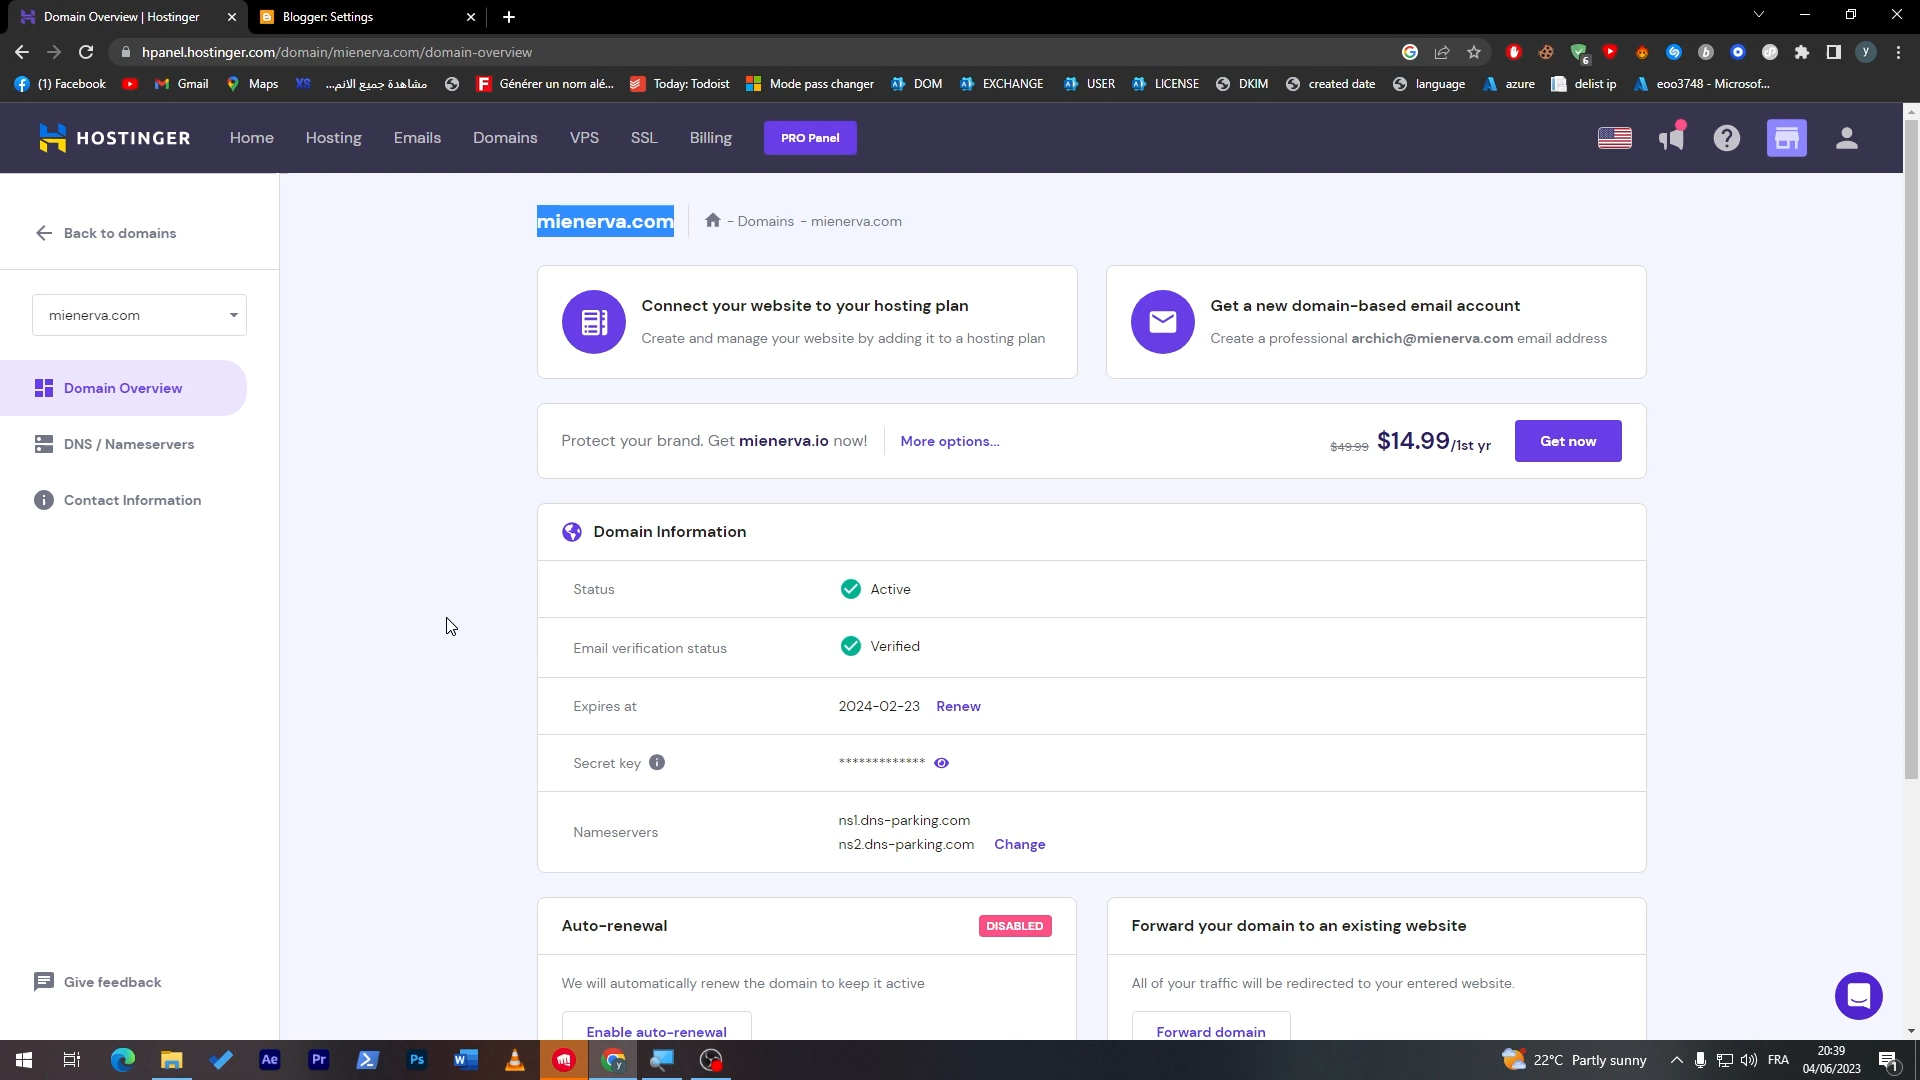 Domain Overview | Hostinger
Blogger: Settings
hpanel.hostinger.com/domain/mienerva.com/domain-overview
6
y
(1) Facebook
Gmail
Maps
XS
مشاهدة جميع الانم...
Générer un nom alé...
Today: Todoist
Mode pass changer
DOM
EXCHANGE
USER
LICENSE
DKIM
created date
language
azure
delist ip
eoo3748 - Microsof...
HOSTINGER
Home
Hosting
Emails
Domains
VPS
SSL
Billing
PRO Panel
Back to domains
mienerva.com
Domain Overview
DNS / Nameservers
Contact Information
Give feedback
mienerva.com
- Domains - mienerva.com
Connect your website to your hosting plan
Create and manage your website by adding it to a hosting plan
Get a new domain-based email account
Create a professional archich@mienerva.com email address
Protect your brand. Get mienerva.io now!
More options...
$49.99 $14.99/1st yr
Get now
Domain Information
Status
Active
Email verification status
Verified
Expires at
2024-02-23 Renew
Secret key
*************
Nameservers
ns1.dns-parking.com
ns2.dns-parking.com Change
Auto-renewal
DISABLED
We will automatically renew the domain to keep it active
Enable auto-renewal
Forward your domain to an existing website
All of your traffic will be redirected to your entered website.
Forward domain
Ae
Pr
Ps
W
22°C Partly sunny
FRA
20:39
04/06/2023
1